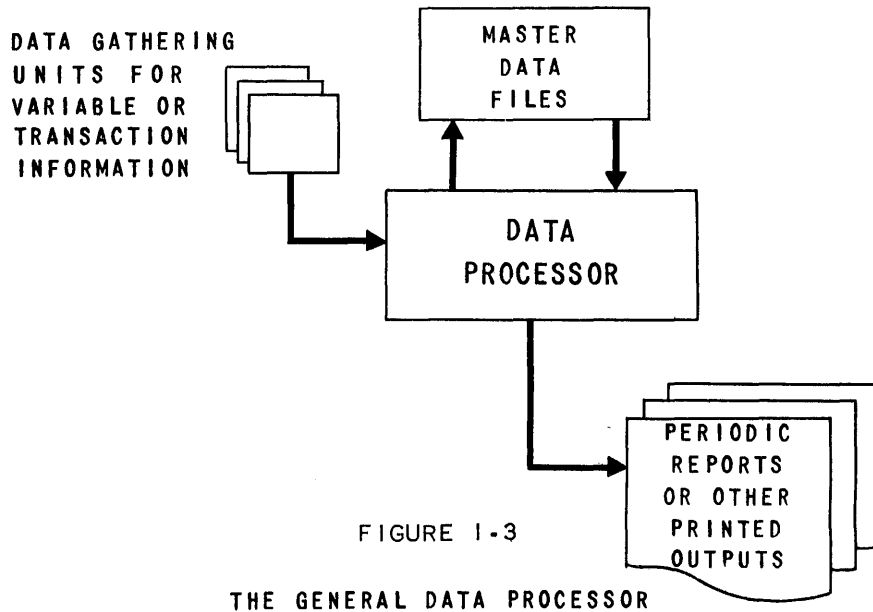 DATA GATHERING
UNITS FOR
VARIABLE OR
TRANSACTION
INFORMATION
MASTER
DATA
FILES
DATA
PROCESSOR
PERIODIC
REPORTS
OR OTHER
PRINTED
OUTPUTS
FIGURE 1-3
THE GENERAL DATA PROCESSOR